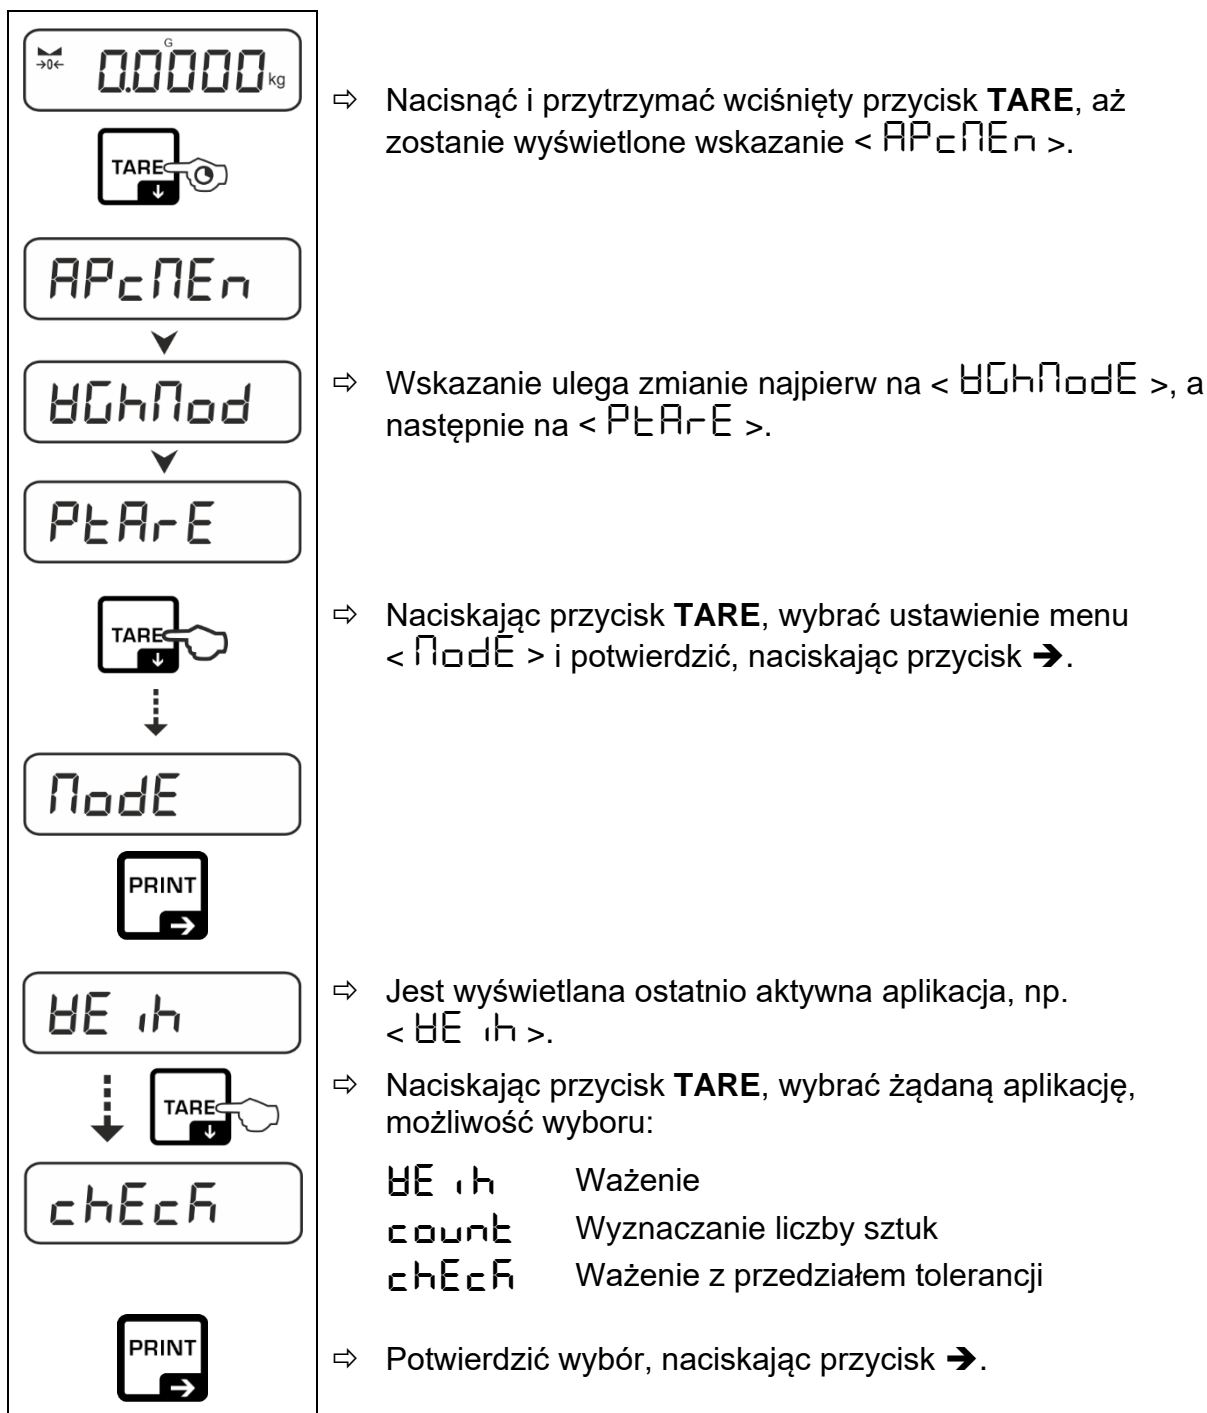 →0← G 0.0000 kg
⇨ Nacisnąć i przytrzymać wciśnięty przycisk TARE, aż
zostanie wyświetlone wskazanie < APcMEn >.
TARE
APcMEn
⇨ Wskazanie ulega zmianie najpierw na < WGhModE >, a
następnie na < PtArE >.
WGhMod
PtArE
⇨ Naciskając przycisk TARE, wybrać ustawienie menu
< ModE > i potwierdzić, naciskając przycisk ➔.
TARE
ModE
PRINT
⇨ Jest wyświetlana ostatnio aktywna aplikacja, np.
< WEih >.
WEih
⇨ Naciskając przycisk TARE, wybrać żądaną aplikację,
możliwość wyboru:
TARE
WEih Ważenie
count Wyznaczanie liczby sztuk
chEck Ważenie z przedziałem tolerancji
chEck
⇨ Potwierdzić wybór, naciskając przycisk ➔.
PRINT